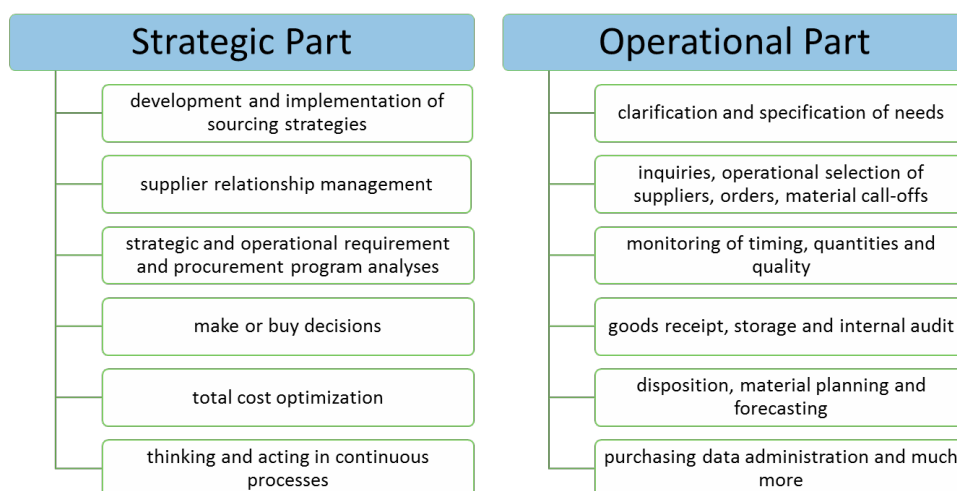 Strategic Part
development and implementation of
sourcing strategies
supplier relationship management
strategic and operational requirement
and procurement program analyses
make or buy decisions
total cost optimization
thinking and acting in continuous
processes
Operational Part
clarification and specification of needs
inquiries, operational selection of
suppliers, orders, material call-offs
monitoring of timing, quantities and
quality
goods receipt, storage and internal audit
disposition, material planning and
forecasting
purchasing data administration and much
more